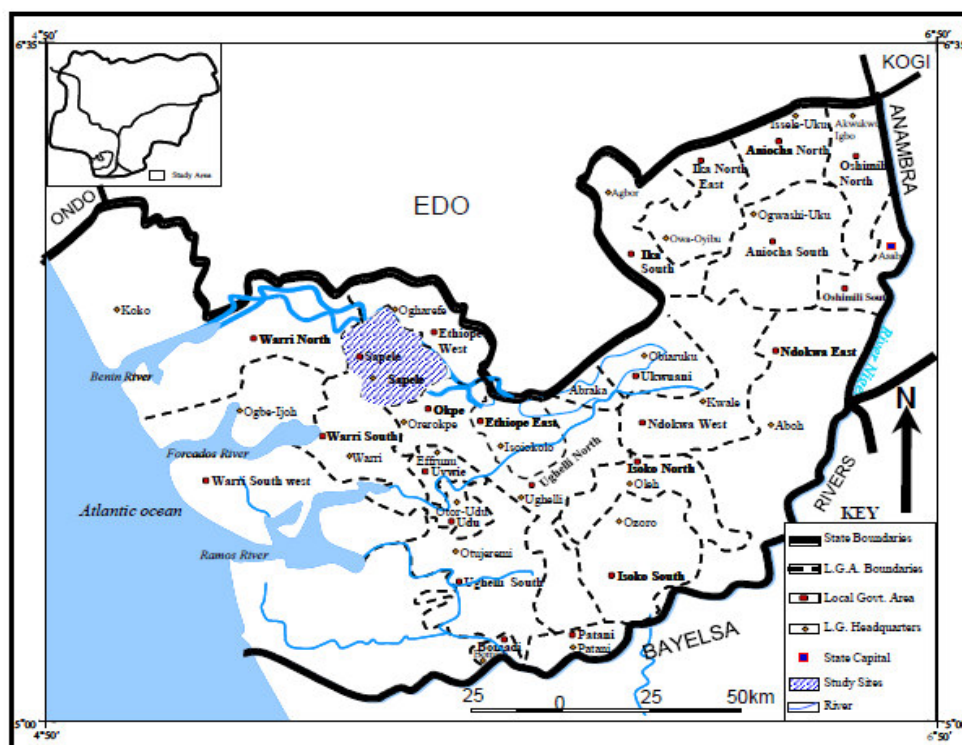 4°50'
6°50'
6°35'
6°35
KOGI
ANAMBRA
Study Area
ONDO
EDO
Issele-Uku
Akwukwu
Igbo
Aniocha North
Ika North
East
Oshimili
North
Agbor
Ogwashi-Uku
Owa-Oyibu
Aniocha South
Asaba
Ika
South
Oshimili South
Koko
Ogharefe
Warri North
Ethiope
West
Sapele
Obiaruku
Ndokwa East
River Niger
Benin River
Sapele
Abraka
Ukwuani
Kwale
N
Ogbe-Ijoh
Okpe
Orerokpe
Ethiope East
Ndokwa West
Aboh
Warri South
Isoiokolo
Forcados River
Warri
Effrunu
Uvwie
Ughelli North
Isoko North
Oleh
RIVERS
Warri South west
Ughelli
Otor-Udu
Udu
Ozoro
Atlantic ocean
KEY
State Boundaries
Ramos River
Otujeremi
L.G.A. Boundaries
Ughelli South
Isoko South
Local Govt. Area
L.G. Headquarters
Bomadi
Patani
Patani
BAYELSA
State Capital
Study Sites
River
25 0 25 50km
5°00
5°00
4°50'
6°50'